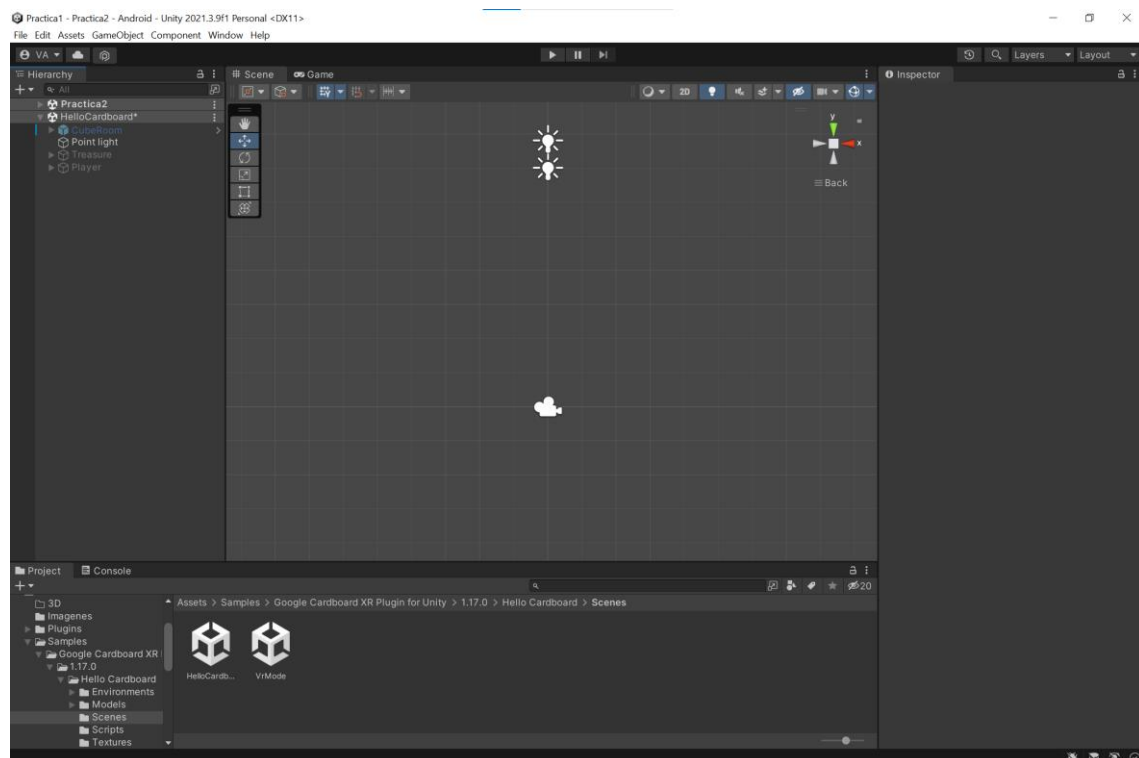 Practica1 - Practica2 - Android - Unity 2021.3.9f1 Personal <DX11>
File Edit Assets GameObject Component Window Help
VA
Layers
Layout
Hierarchy
Scene
Game
Inspector
All
2D
Practica2
HelloCardboard*
CubeRoom
Point light
Treasure
Player
y
x
Back
Project
Console
20
3D
Imagenes
Plugins
Samples
Google Cardboard XR
1.17.0
Hello Cardboard
Environments
Models
Scenes
Scripts
Textures
Assets > Samples > Google Cardboard XR Plugin for Unity > 1.17.0 > Hello Cardboard > Scenes
HelloCardb...
VrMode